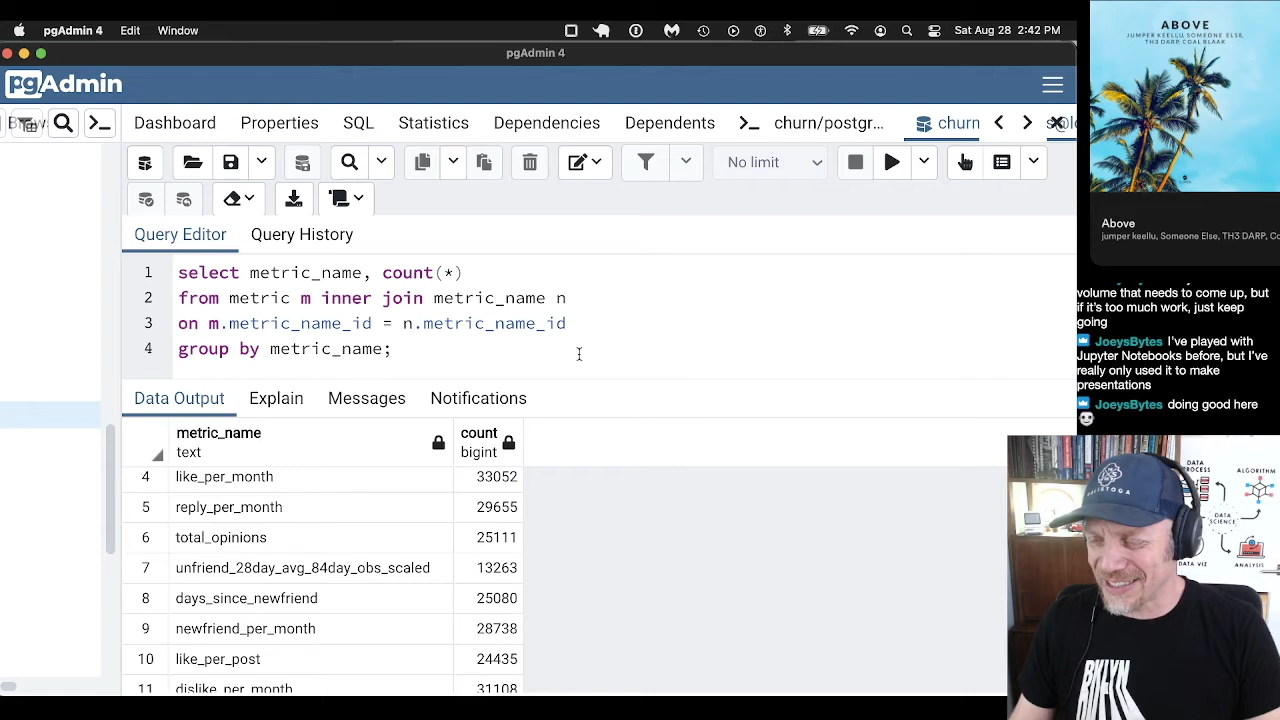 pgAdmin 4 Edit Window Sat Aug 28 2:42 PM
pgAdmin 4
pgAdmin
Dashboard Properties SQL Statistics Dependencies Dependents churn/postgr... churn
No limit
Query Editor Query History
1 select metric_name, count(*)
2 from metric m inner join metric_name n
3 on m.metric_name_id = n.metric_name_id
4 group by metric_name;
Data Output Explain Messages Notifications
metric_name count
text bigint
4 like_per_month 33052
5 reply_per_month 29655
6 total_opinions 25111
7 unfriend_28day_avg_84day_obs_scaled 13263
8 days_since_newfriend 25080
9 newfriend_per_month 28738
10 like_per_post 24435
11 dislike_per_month 31108
ABOVE
JUMPER KEELLU, SOMEONE ELSE,
TH3 DARP, COAL BLAAK
Above
jumper keellu, Someone Else, TH3 DARP, Co
volume that needs to come up, but
if it's too much work, just keep
going
JoeysBytes I've played with
Jupyter Notebooks before, but I've
really only used it to make
presentations
JoeysBytes doing good here
DATA
PROCESS
ALGORITHM
DATA
SCIENCE
DATA VIZ
ANALYSIS
CALISTOGA
BKLYN